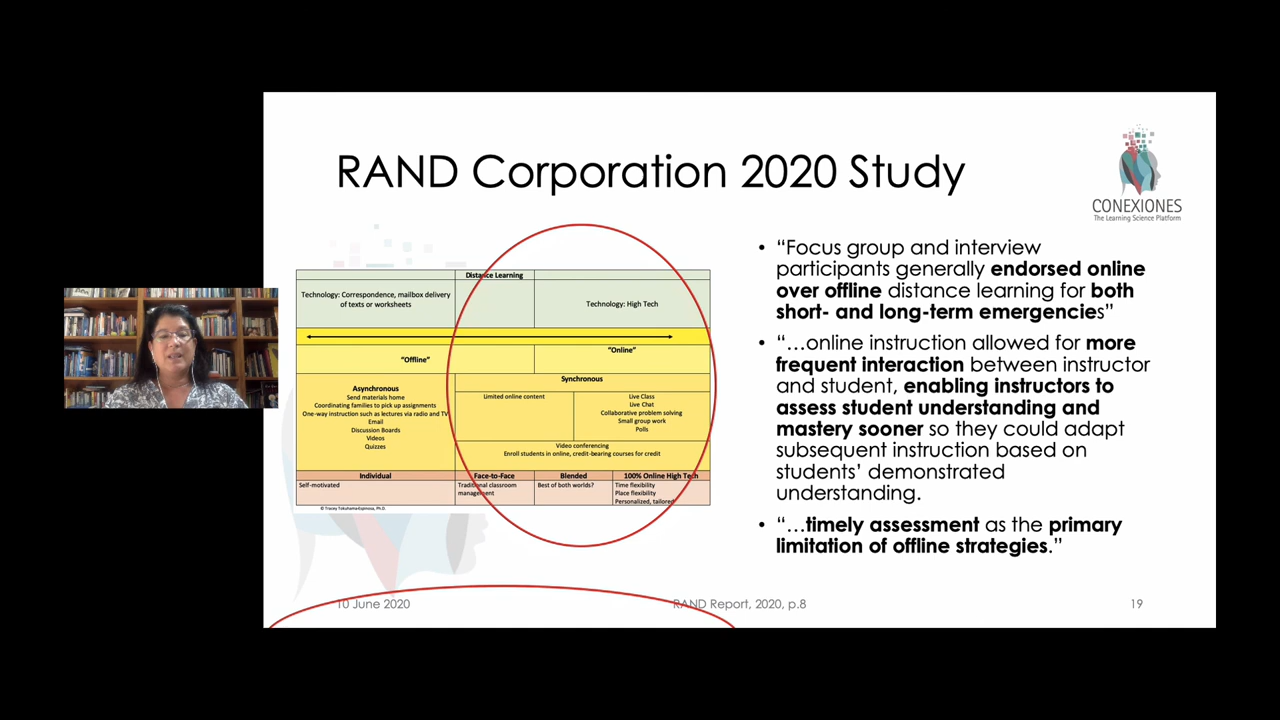 RAND Corporation 2020 Study
CONEXIONES
The Learning Science Platform
Distance Learning
Technology: Correspondence, mailbox delivery
of texts or worksheets
Technology: High Tech
“Offline”
“Online”
Synchronous
Asynchronous
Send materials home
Coordinating families to pick up assignments
One-way instruction such as lectures via radio and TV
Email
Discussion Boards
Videos
Quizzes
Limited online content
Live Class
Live Chat
Collaborative problem solving
Small group work
Polls
Video conferencing
Enroll students in online, credit-bearing courses for credit
Individual
Face-to-Face
Blended
100% Online High Tech
Self-motivated
Traditional classroom
management
Best of both worlds?
Time flexibility
Place flexibility
Personalized, tailored
© Tracey Tokuhama-Espinosa, Ph.D.
• “Focus group and interview
participants generally endorsed online
over offline distance learning for both
short- and long-term emergencies”
• “…online instruction allowed for more
frequent interaction between instructor
and student, enabling instructors to
assess student understanding and
mastery sooner so they could adapt
subsequent instruction based on
students’ demonstrated
understanding.
• “…timely assessment as the primary
limitation of offline strategies.”
10 June 2020
RAND Report, 2020, p.8
19